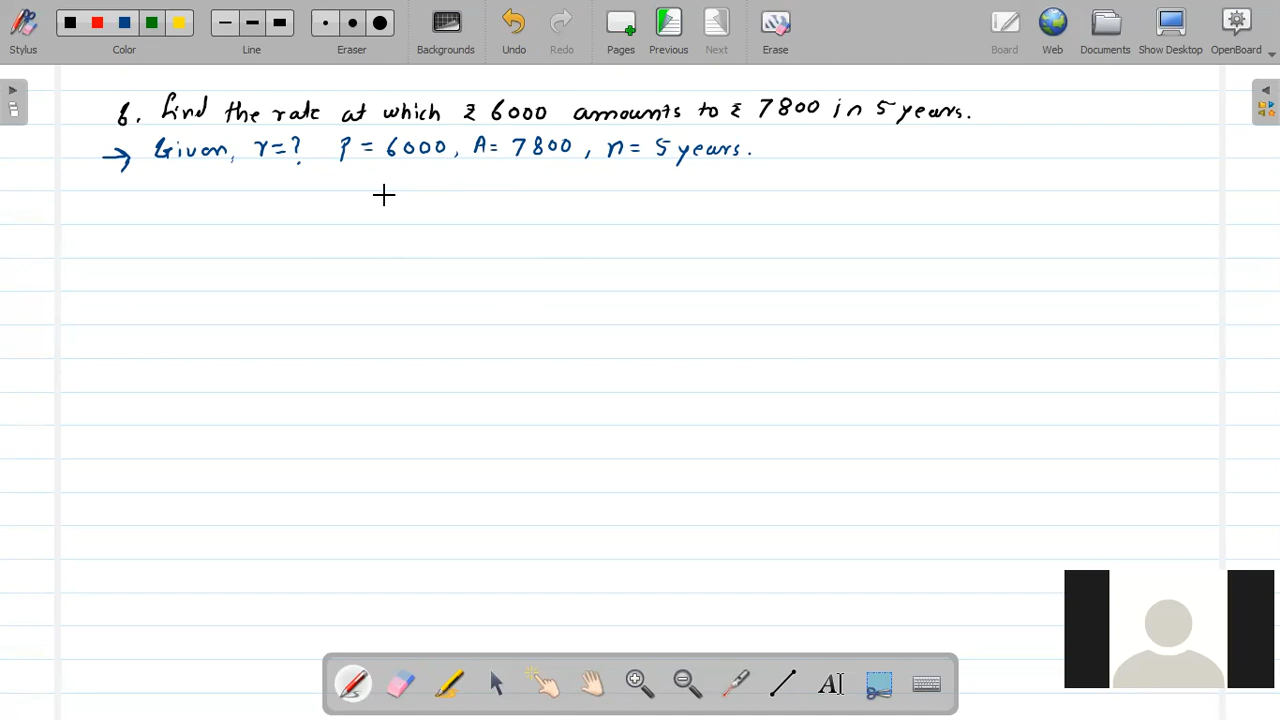 Stylus
Color
Line
Eraser
Backgrounds
Undo
Redo
Pages
Previous
Next
Erase
Board
Web
Documents
Show Desktop
OpenBoard
6. Find the rate at which ₹ 6000 amounts to ₹ 7800 in 5 years.
→ Given, r=? P = 6000, A= 7800, n= 5 years.